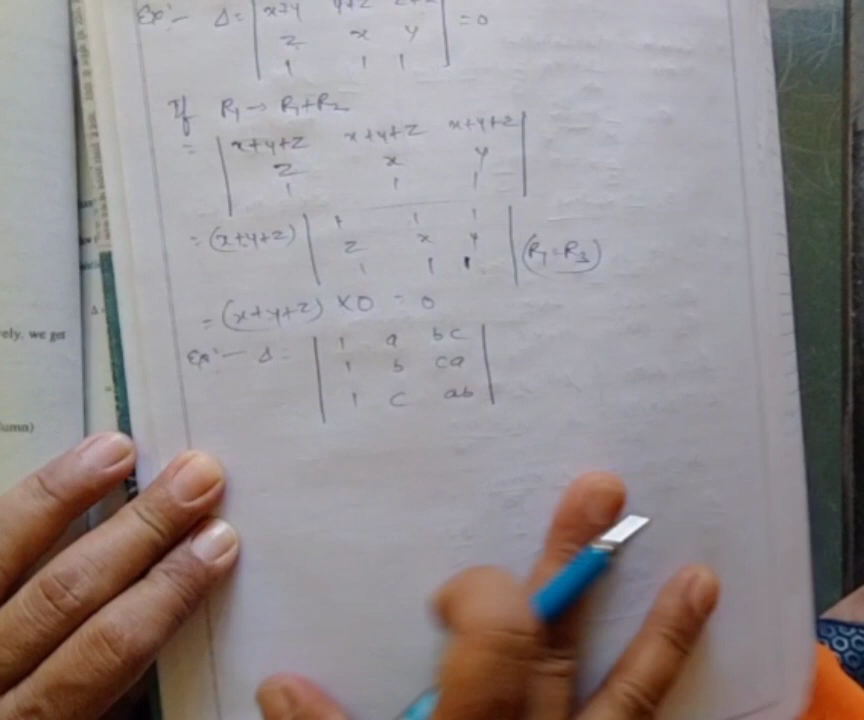 Ex:- Δ = | x+y y+z z+x | = 0
z x y
1 1 1
If R₁ → R₁+R₂
= | x+y+z x+y+z x+y+z |
z x y
1 1 1
= (x+y+z) | 1 1 1 | (R₁=R₃)
z x y
1 1 1
= (x+y+z) × 0 = 0
Ex:- Δ = | 1 a bc |
1 b ca
1 c ab
ely, we get
umn)